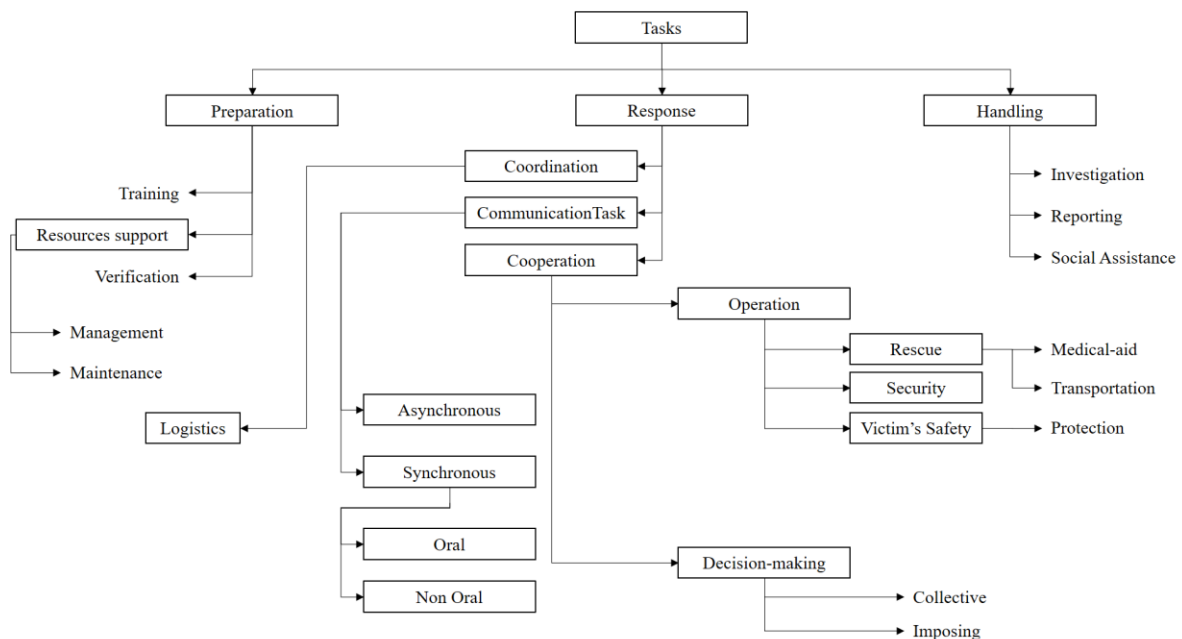 Tasks
Preparation
Response
Handling
Coordination
Investigation
Training
CommunicationTask
Reporting
Resources support
Cooperation
Social Assistance
Verification
Operation
Management
Rescue
Medical-aid
Maintenance
Security
Transportation
Asynchronous
Logistics
Victim's Safety
Protection
Synchronous
Oral
Decision-making
Non Oral
Collective
Imposing